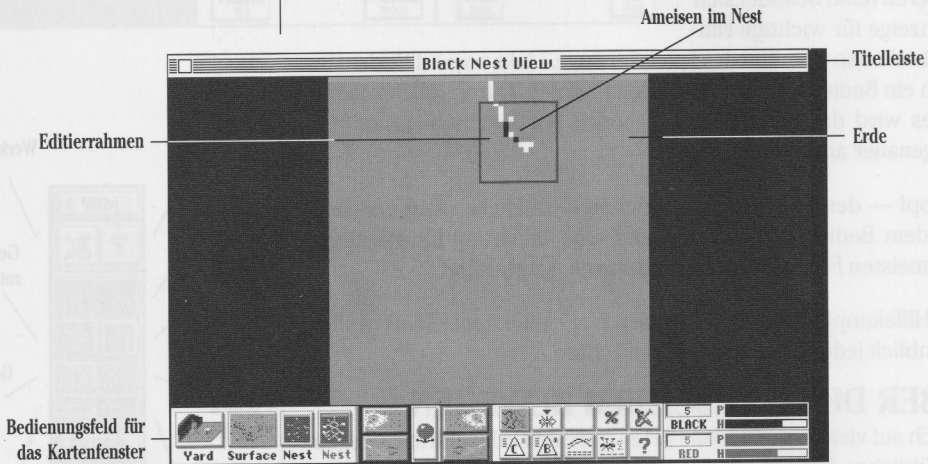 Ameisen im Nest
Black Nest View
Titelleiste
Editierrahmen
Erde
Bedienungsfeld für
das Kartenfenster
Yard Surface Nest Nest
% ?
A B
5 P
BLACK H
5 P
RED H